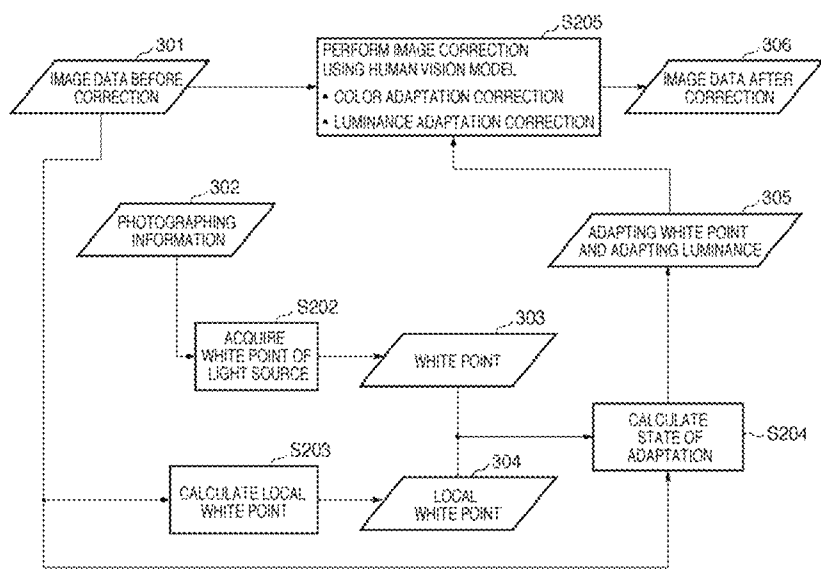 301
IMAGE DATA BEFORE
CORRECTION
S205
PERFORM IMAGE CORRECTION
USING HUMAN VISION MODEL
• COLOR ADAPTATION CORRECTION
• LUMINANCE ADAPTATION CORRECTION
306
IMAGE DATA AFTER
CORRECTION
302
PHOTOGRAPHING
INFORMATION
305
ADAPTING WHITE POINT
AND ADAPTING LUMINANCE
S202
ACQUIRE
WHITE POINT OF
LIGHT SOURCE
303
WHITE POINT
CALCULATE
STATE OF
ADAPTATION
S204
S203
CALCULATE LOCAL
WHITE POINT
304
LOCAL
WHITE POINT